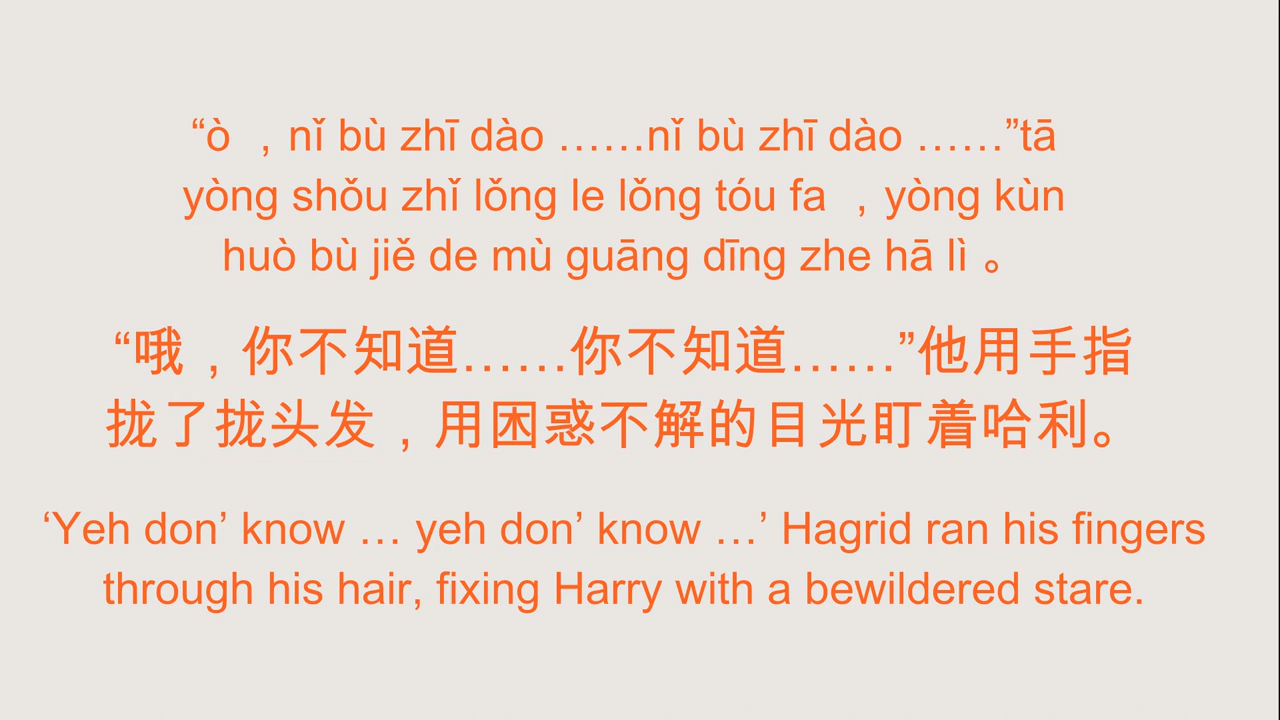 “ò ，nǐ bù zhī dào ……nǐ bù zhī dào ……”tā
yòng shǒu zhǐ lǒng le lǒng tóu fa ，yòng kùn
huò bù jiě de mù guāng dīng zhe hā lì 。
“哦，你不知道……你不知道……”他用手指
拢了拢头发，用困惑不解的目光盯着哈利。
‘Yeh don’ know … yeh don’ know …’ Hagrid ran his fingers
through his hair, fixing Harry with a bewildered stare.